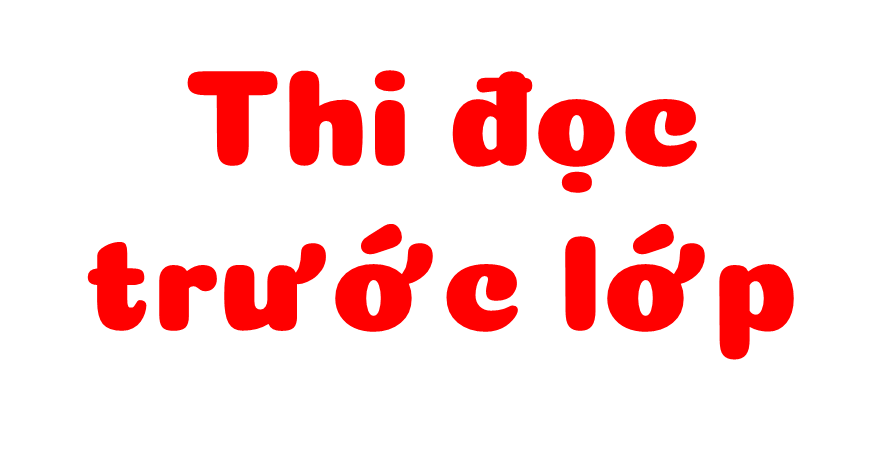 Thi đọc
trước lớp